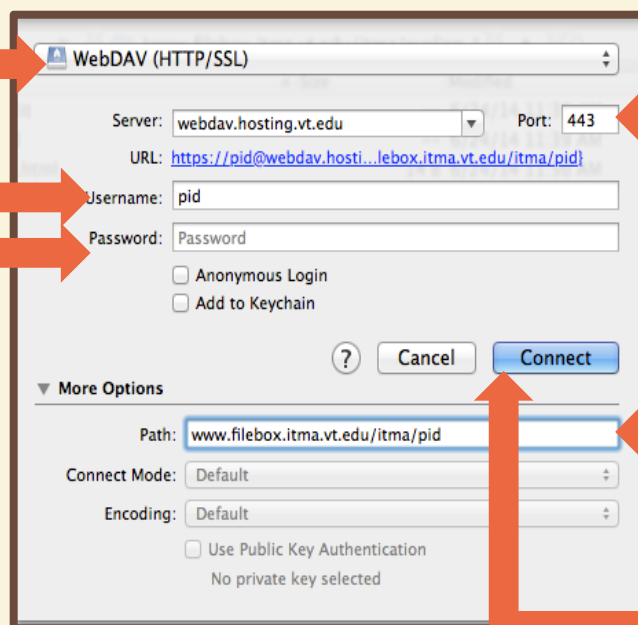 WebDAV (HTTP/SSL)
Server: webdav.hosting.vt.edu Port: 443
URL: https://pid@webdav.hosti...lebox.itma.vt.edu/itma/pid}
Username: pid
Password: Password
Anonymous Login
Add to Keychain
? Cancel Connect
More Options
Path: www.filebox.itma.vt.edu/itma/pid
Connect Mode: Default
Encoding: Default
Use Public Key Authentication
No private key selected